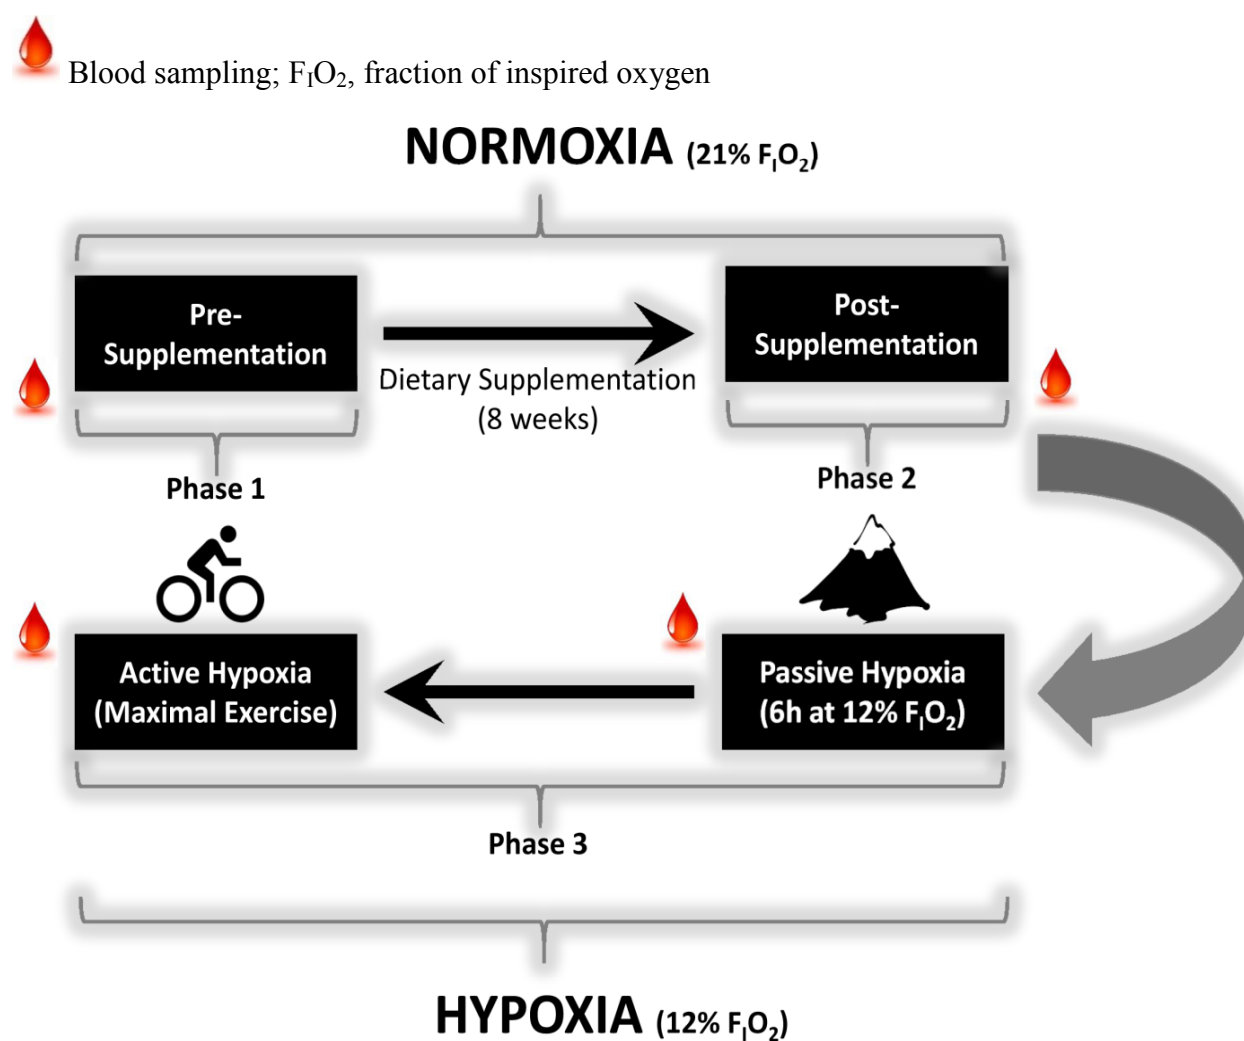 Blood sampling; FIO2, fraction of inspired oxygen
NORMOXIA (21% FIO2)
Pre-
Supplementation
Dietary Supplementation
(8 weeks)
Post-
Supplementation
Phase 1
Phase 2
Active Hypoxia
(Maximal Exercise)
Passive Hypoxia
(6h at 12% FIO2)
Phase 3
HYPOXIA (12% FIO2)